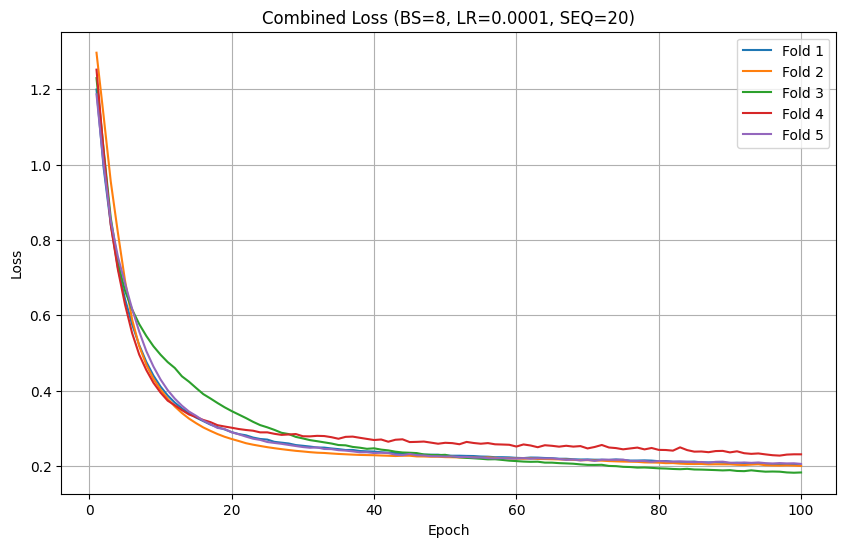 Combined Loss (BS=8, LR=0.0001, SEQ=20)
Fold 1
Fold 2
Fold 3
Fold 4
Fold 5
Loss
1.2
1.0
0.8
0.6
0.4
0.2
0 20 40 60 80 100
Epoch